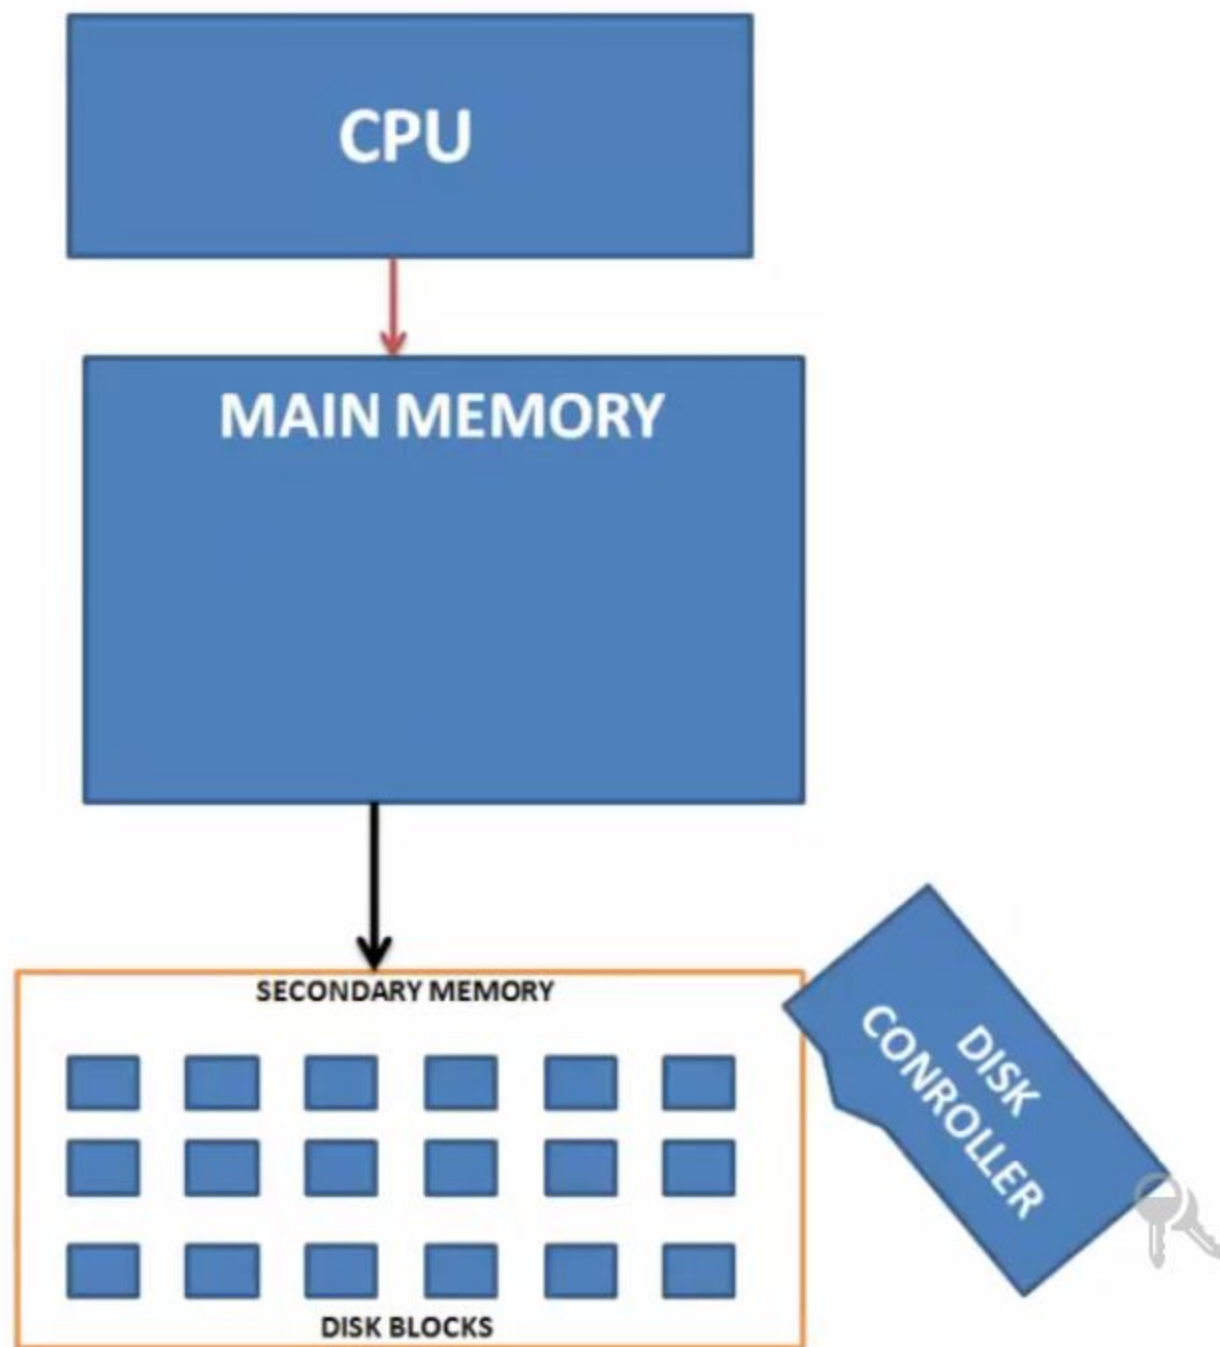 CPU
MAIN MEMORY
SECONDARY MEMORY
DISK
CONROLLER
DISK BLOCKS